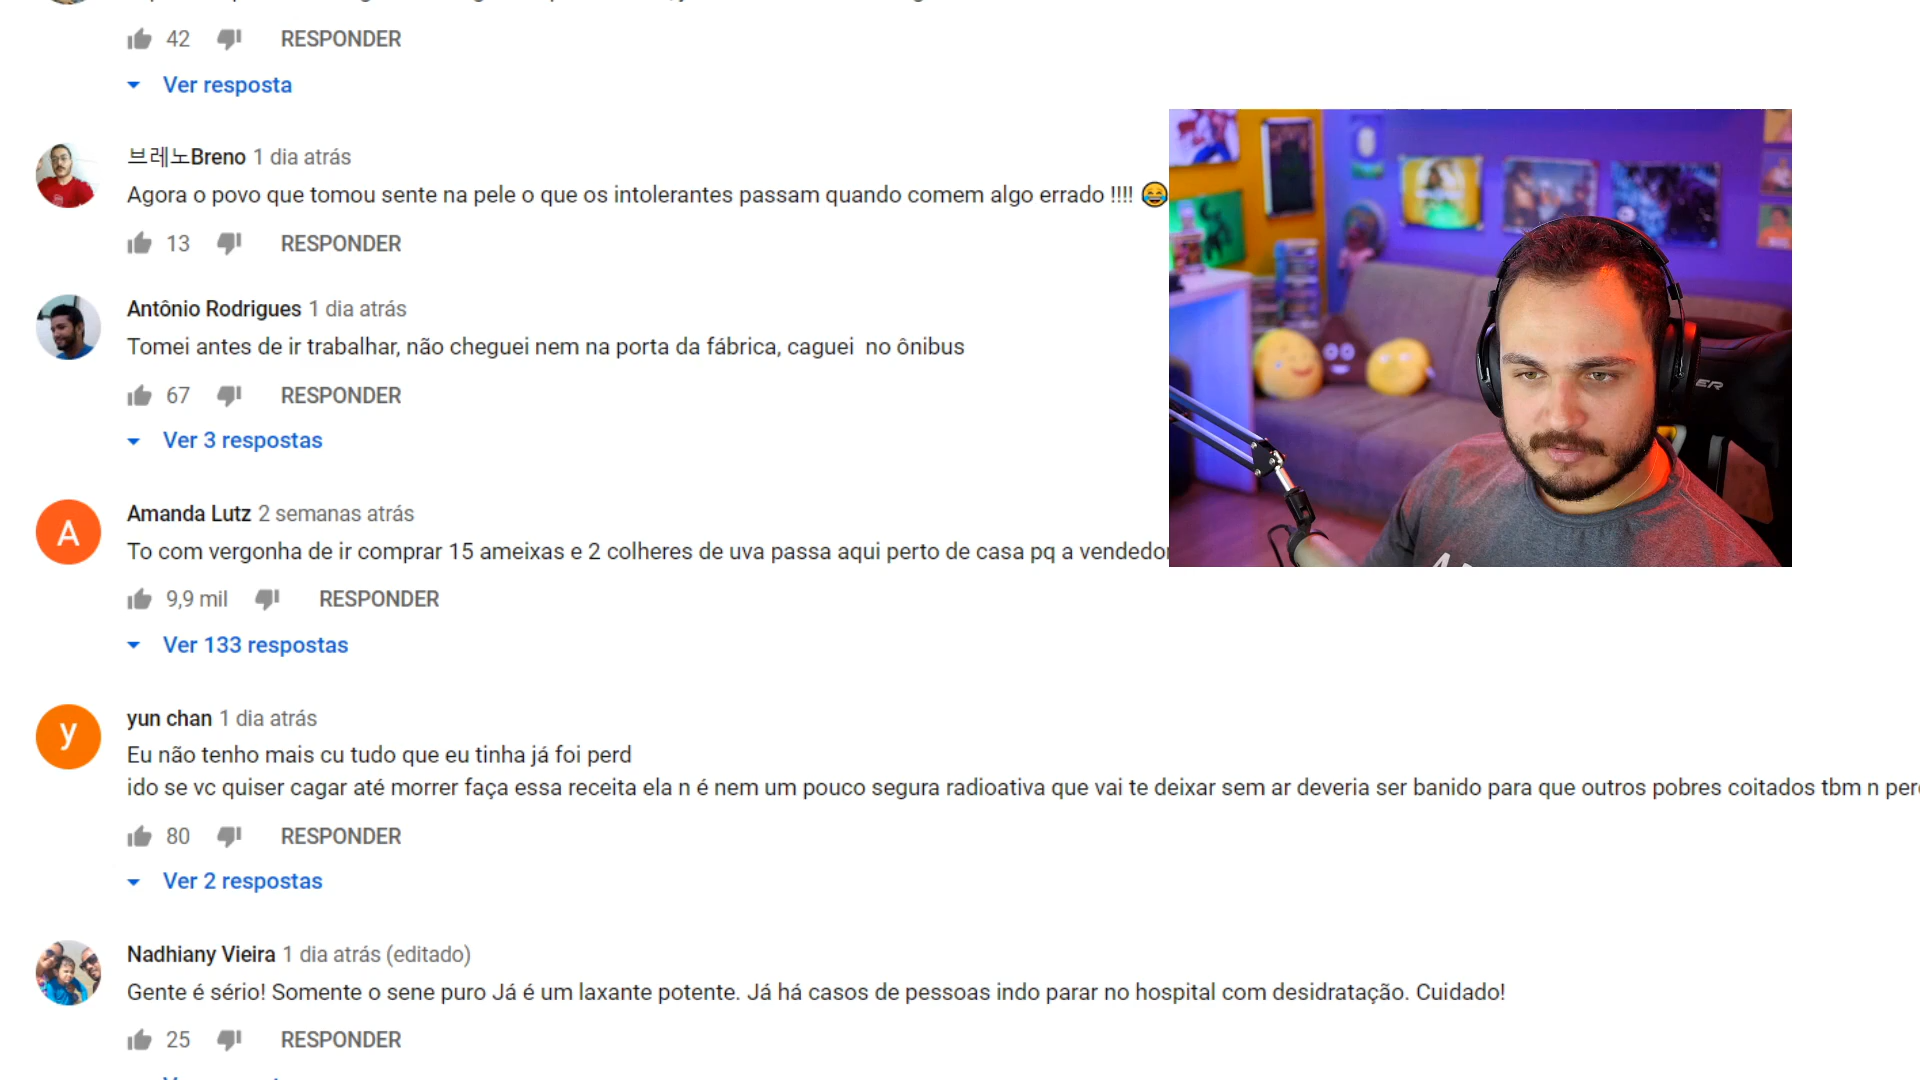 42 RESPONDER
Ver resposta
브레노Breno 1 dia atrás
Agora o povo que tomou sente na pele o que os intolerantes passam quando comem algo errado !!!! 😂
13 RESPONDER
Antônio Rodrigues 1 dia atrás
Tomei antes de ir trabalhar, não cheguei nem na porta da fábrica, caguei no ônibus
67 RESPONDER
Ver 3 respostas
A
Amanda Lutz 2 semanas atrás
To com vergonha de ir comprar 15 ameixas e 2 colheres de uva passa aqui perto de casa pq a
9,9 mil RESPONDER
Ver 133 respostas
y
yun chan 1 dia atrás
Eu não tenho mais cu tudo que eu tinha já foi perd
ido se vc quiser cagar até morrer faça essa receita ela n é nem um pouco segura radioativa que vai te deixar sem ar deveria ser banido para que outros pobres coitados tbm n
80 RESPONDER
Ver 2 respostas
Nadhiany Vieira 1 dia atrás (editado)
Gente é sério! Somente o sene puro Já é um laxante potente. Já há casos de pessoas indo parar no hospital com desidratação. Cuidado!
25 RESPONDER